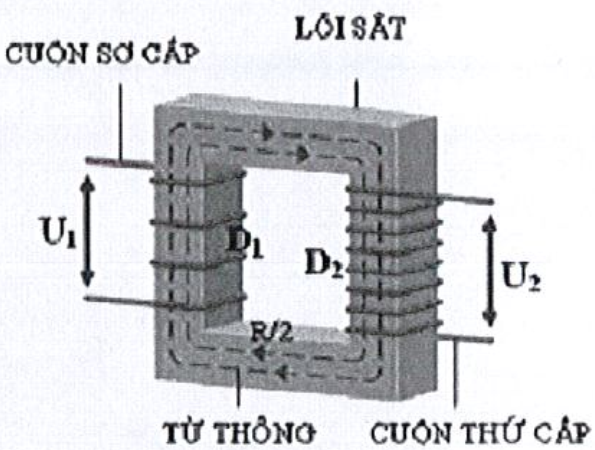 LÕI SẮT
CUỘN SƠ CẤP
U₁
D₁
D₂
U₂
R/2
TỪ THÔNG
CUỘN THỨ CẤP